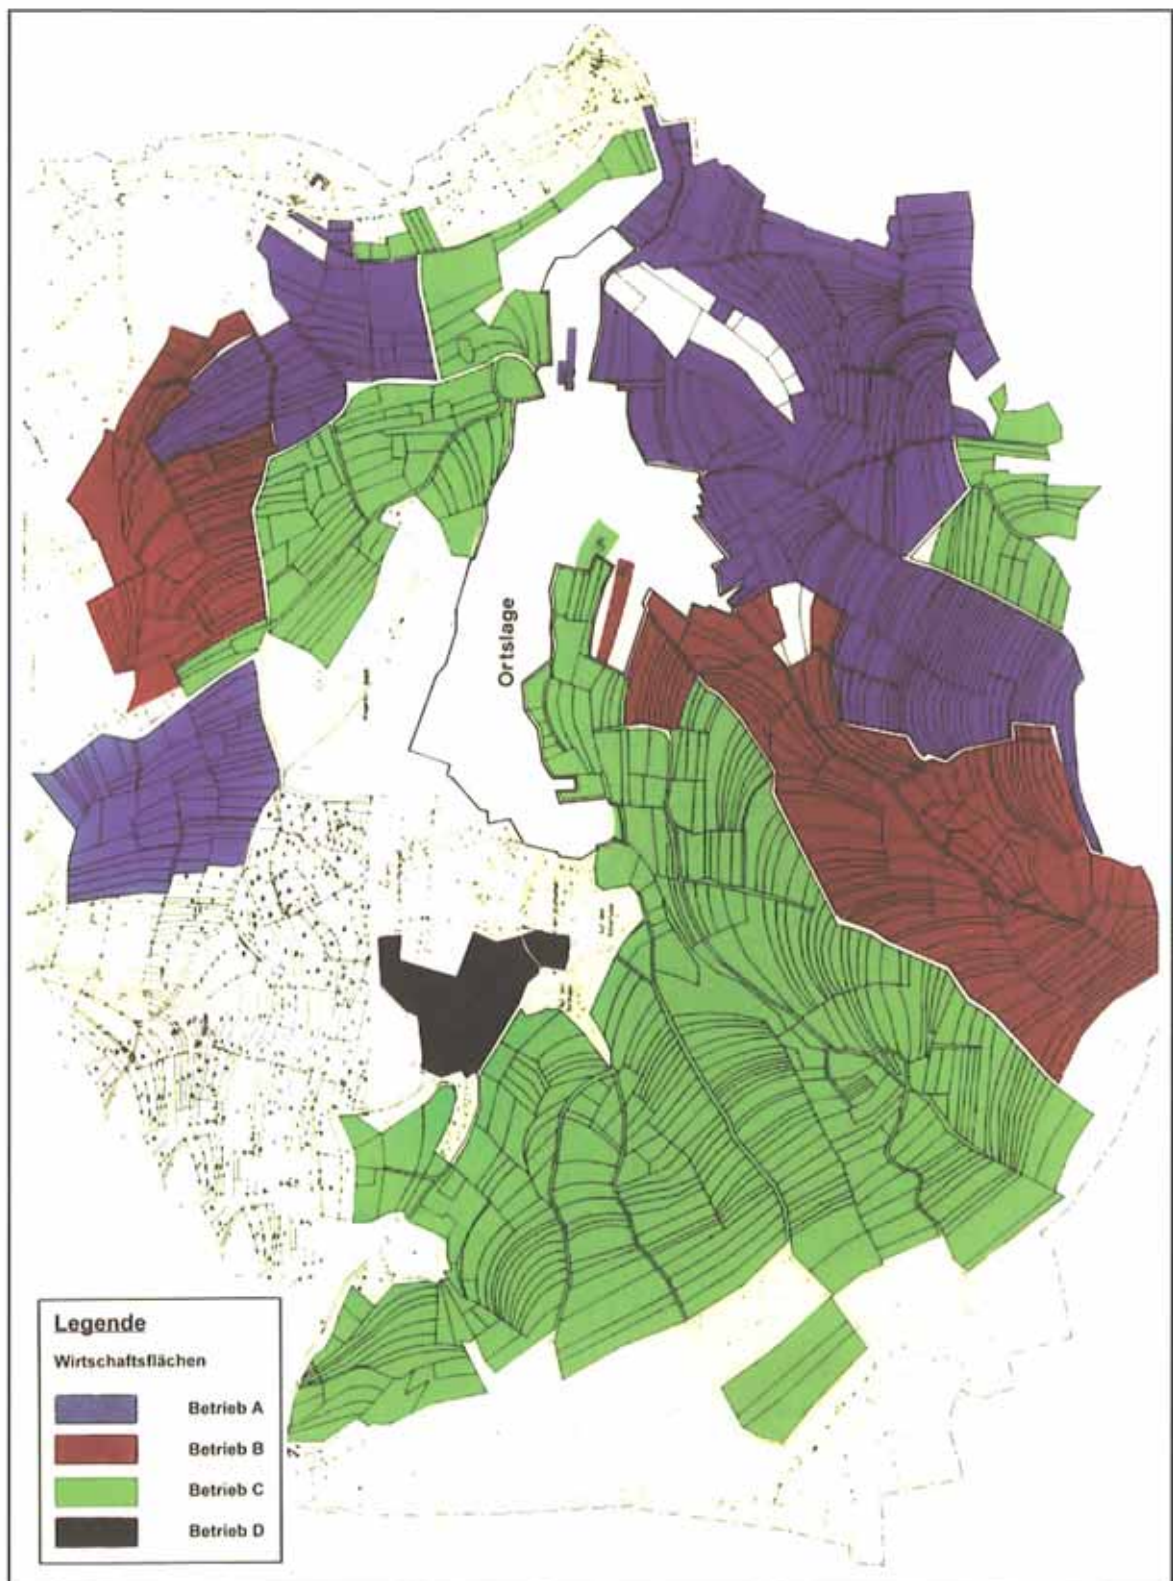 Ortslage
Legende
Wirtschaftsflächen
Betrieb A
Betrieb B
Betrieb C
Betrieb D